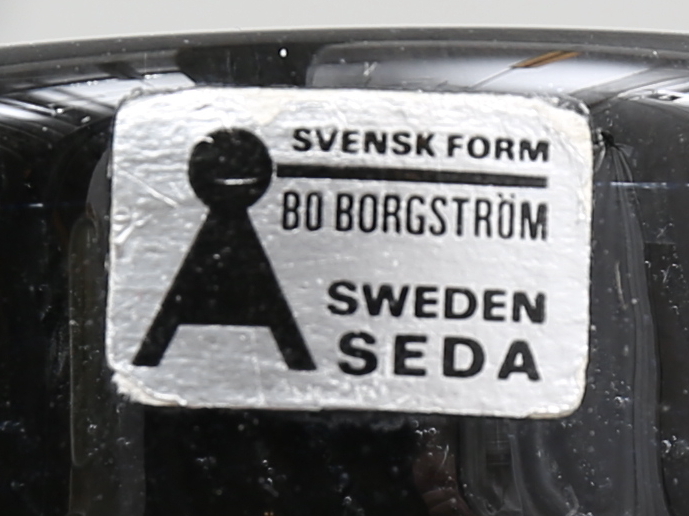 SVENSK FORM
BO BORGSTRÖM
SWEDEN
SEDA